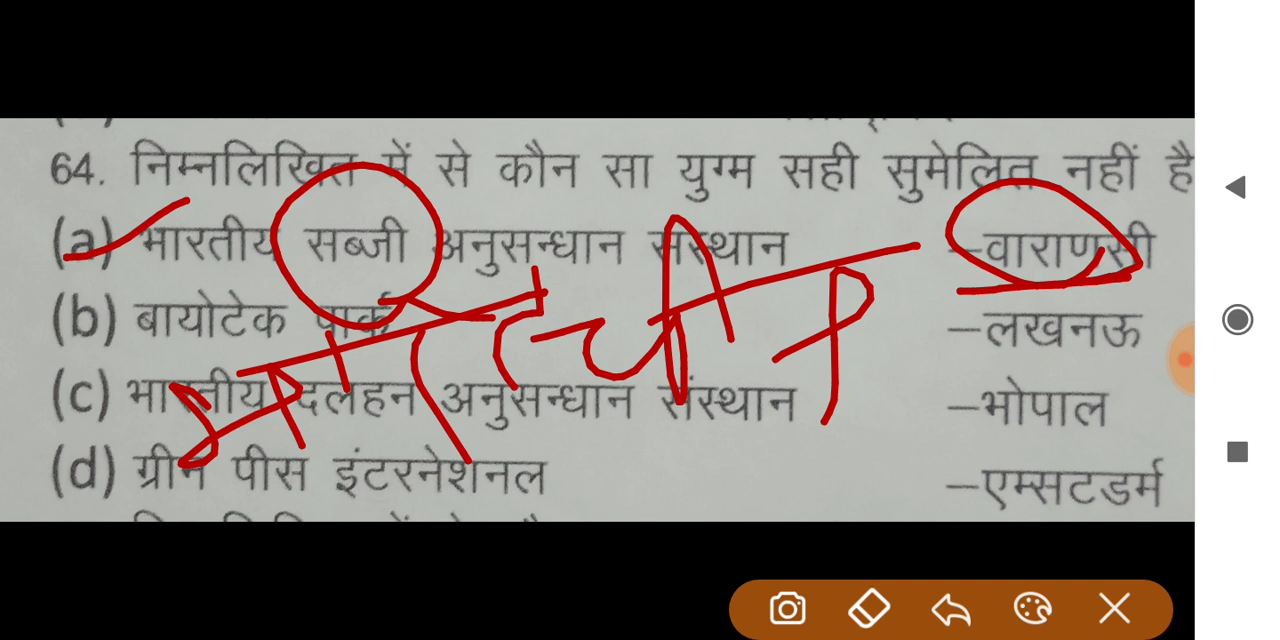 64. निम्नलिखित में से कौन सा युग्म सही सुमेलित नहीं है
(a) भारतीय सब्जी अनुसन्धान संस्थान –वाराणसी
(b) बायोटेक पार्क –लखनऊ
(c) भारतीय दलहन अनुसन्धान संस्थान –भोपाल
(d) ग्रीन पीस इंटरनेशनल –एम्सटडर्म